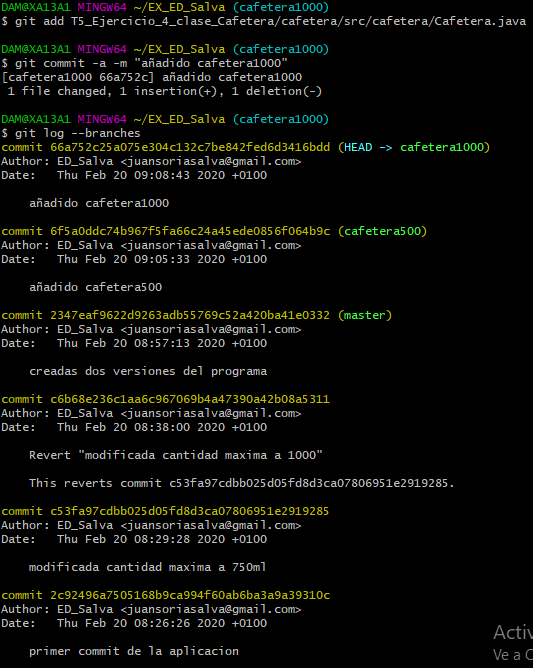 DAM@XA13A1 MINGW64 ~/EX_ED_Salva (cafetera1000)
$ git add T5_Ejercicio_4_clase_Cafetera/cafetera/src/cafetera/Cafetera.java
DAM@XA13A1 MINGW64 ~/EX_ED_Salva (cafetera1000)
$ git commit -a -m "añadido cafetera1000"
[cafetera1000 66a752c] añadido cafetera1000
 1 file changed, 1 insertion(+), 1 deletion(-)
DAM@XA13A1 MINGW64 ~/EX_ED_Salva (cafetera1000)
$ git log --branches
commit 66a752c25a075e304c132c7be842fed6d3416bdd (HEAD -> cafetera1000)
Author: ED_Salva <juansoriasalva@gmail.com>
Date:   Thu Feb 20 09:08:43 2020 +0100
    añadido cafetera1000
commit 6f5a0ddc74b967f5fa66c24a45ede0856f064b9c (cafetera500)
Author: ED_Salva <juansoriasalva@gmail.com>
Date:   Thu Feb 20 09:05:33 2020 +0100
    añadido cafetera500
commit 2347eaf9622d9263adb55769c52a420ba41e0332 (master)
Author: ED_Salva <juansoriasalva@gmail.com>
Date:   Thu Feb 20 08:57:13 2020 +0100
    creadas dos versiones del programa
commit c6b68e236c1aa6c967069b4a47390a42b08a5311
Author: ED_Salva <juansoriasalva@gmail.com>
Date:   Thu Feb 20 08:38:00 2020 +0100
    Revert "modificada cantidad maxima a 1000"
    This reverts commit c53fa97cdbb025d05fd8d3ca07806951e2919285.
commit c53fa97cdbb025d05fd8d3ca07806951e2919285
Author: ED_Salva <juansoriasalva@gmail.com>
Date:   Thu Feb 20 08:29:28 2020 +0100
    modificada cantidad maxima a 750ml
commit 2c92496a7505168b9ca994f60ab6ba3a9a39310c
Author: ED_Salva <juansoriasalva@gmail.com>
Date:   Thu Feb 20 08:26:26 2020 +0100
    primer commit de la aplicacion
Activ
Ve a C